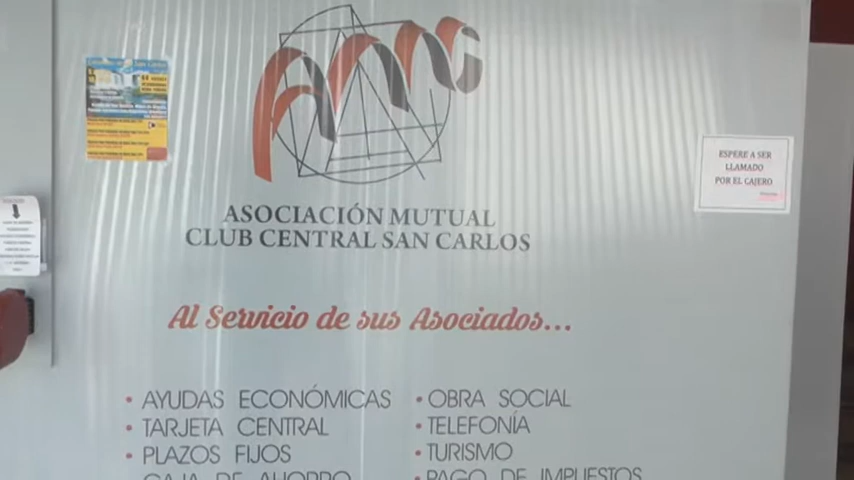 ASOCIACIÓN MUTUAL
CLUB CENTRAL SAN CARLOS
Al Servicio de sus Asociados...
• AYUDAS ECONÓMICAS
• TARJETA CENTRAL
• PLAZOS FIJOS
CAJA DE AHORRO
• OBRA SOCIAL
• TELEFONÍA
• TURISMO
• PAGO DE IMPUESTOS
ESPERE A SER
LLAMADO
POR EL CAJERO